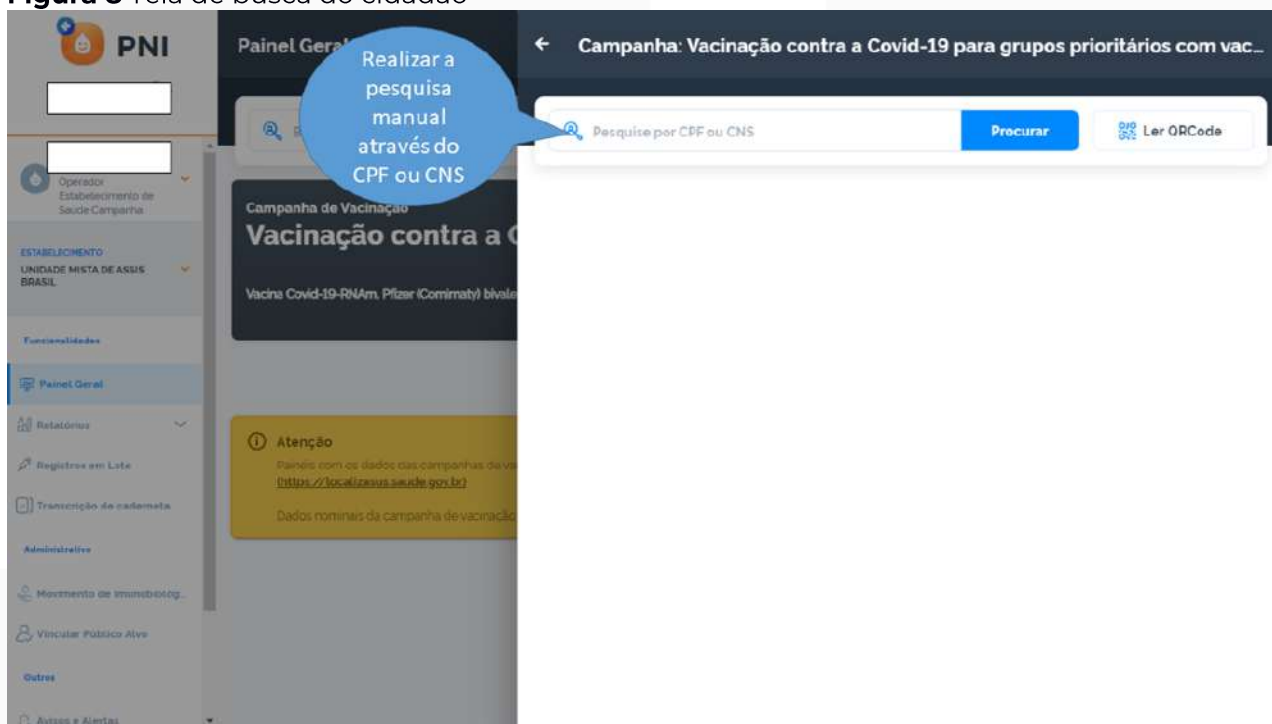 Figura 8 Tela de busca do cidadão
PNI
Operador
Estabelecimento de
Saúde Campanha
ESTABELECIMENTO
UNIDADE MISTA DE ASSIS
BRASIL
Funcionalidades
Painel Geral
Relatórios
Registros em Lote
Transcrição de caderneta
Administrativo
Movimento de Imunobiológ...
Vincular Público Alvo
Outros
Avisos e Alertas
Painel Geral
Realizar a
pesquisa
manual
através do
CPF ou CNS
Campanha de Vacinação
Vacinação contra a C
Vacina Covid-19-RNAm, Pfizer (Comirnaty) bivale
Atenção
Painéis com os dados das campanhas de va
(https://localizasus.saude.gov.br)
Dados nominais da campanha de vacinação
← Campanha: Vacinação contra a Covid-19 para grupos prioritários com vac...
Pesquise por CPF ou CNS
Procurar
Ler QRCode